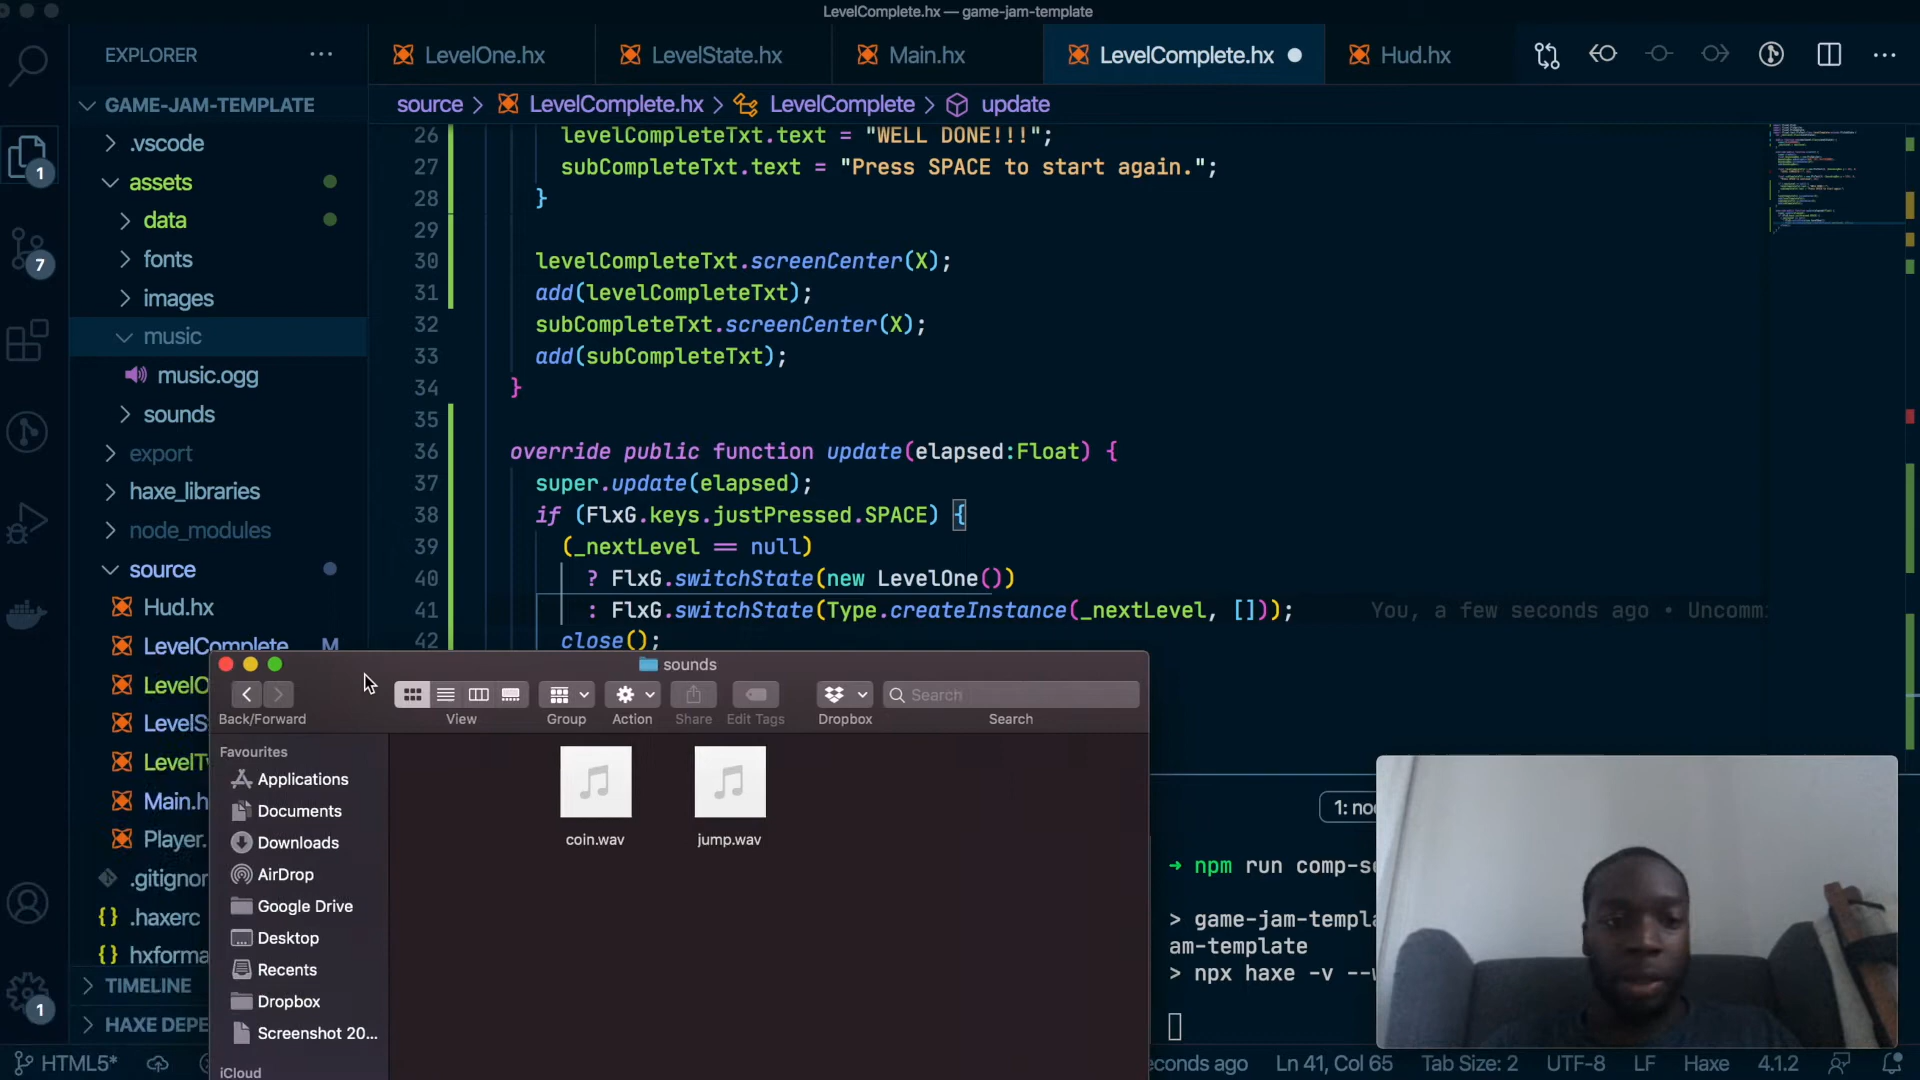 LevelComplete.hx — game-jam-template
EXPLORER
LevelOne.hx
LevelState.hx
Main.hx
LevelComplete.hx
Hud.hx
GAME-JAM-TEMPLATE
source > LevelComplete.hx > LevelComplete > update
.vscode
assets
data
fonts
images
music
music.ogg
sounds
export
haxe_libraries
node_modules
source
Hud.hx
LevelComplete M
LevelO
LevelS
Main.h
Player.
.gitignor
.haxerc
hxforma
TIMELINE
HAXE DEPE
1
7
1
26 levelCompleteTxt.text = "WELL DONE!!!";
27 subCompleteTxt.text = "Press SPACE to start again.";
28 }
29
30 levelCompleteTxt.screenCenter(X);
31 add(levelCompleteTxt);
32 subCompleteTxt.screenCenter(X);
33 add(subCompleteTxt);
34 }
35
36 override public function update(elapsed:Float) {
37 super.update(elapsed);
38 if (FlxG.keys.justPressed.SPACE) {
39 (_nextLevel == null)
40 ? FlxG.switchState(new LevelOne())
41 : FlxG.switchState(Type.createInstance(_nextLevel, [])); You, a few seconds ago • Uncommi
42 close();
sounds
Back/Forward
View
Group
Action
Share
Edit Tags
Dropbox
Search
Search
Favourites
Applications
Documents
Downloads
AirDrop
Google Drive
Desktop
Recents
Dropbox
Screenshot 20...
iCloud
coin.wav
jump.wav
1: no
→ npm run comp-se
> game-jam-templa
am-template
> npx haxe -v --w
HTML5*
econds ago
Ln 41, Col 65
Tab Size: 2
UTF-8
LF
Haxe
4.1.2